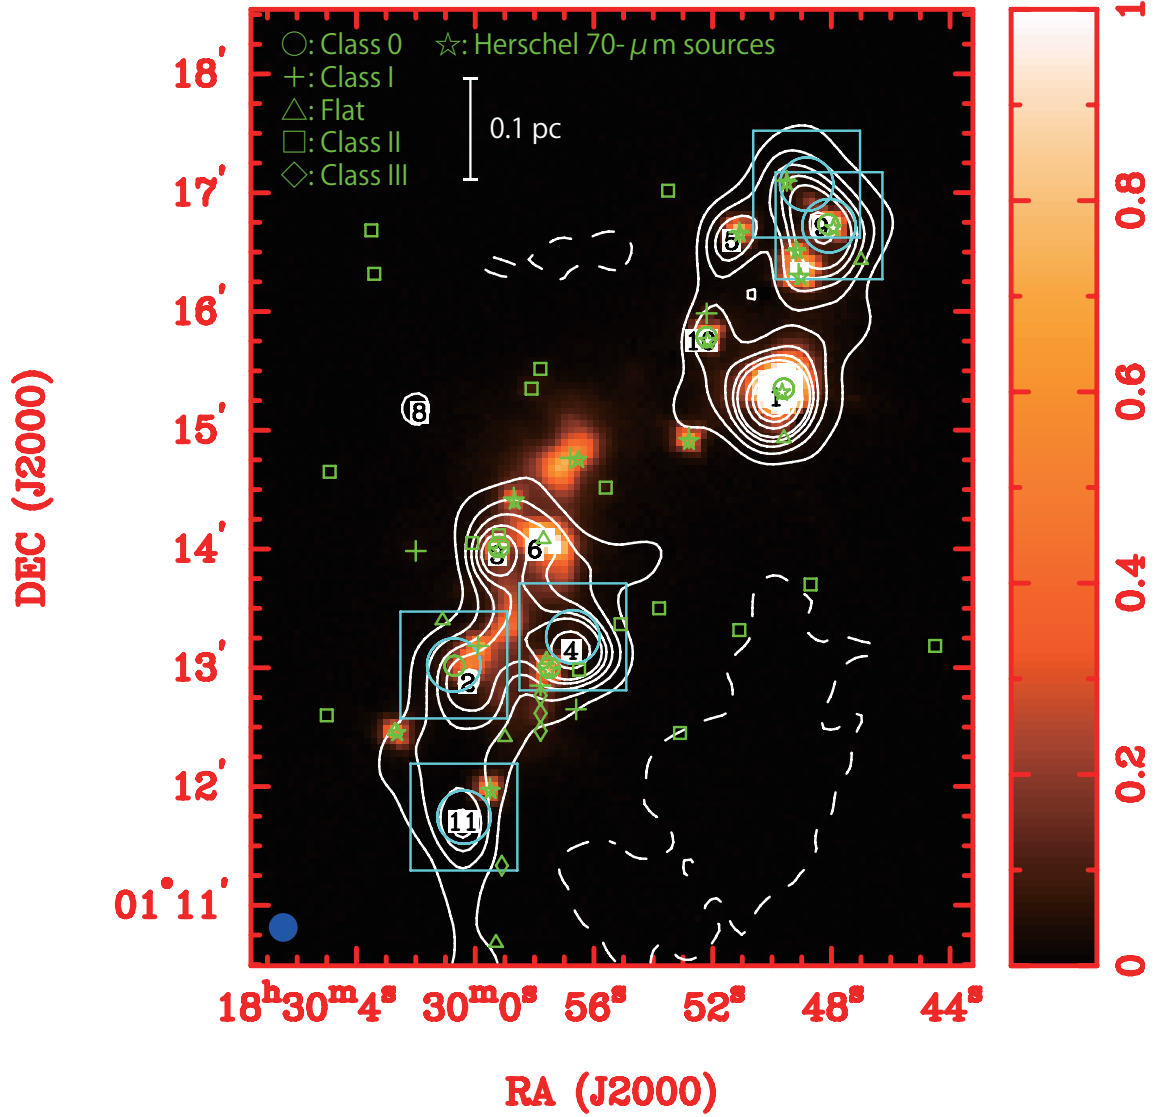 ○: Class 0 ☆: Herschel 70-μm sources
+: Class I
△: Flat
□: Class II
◇: Class III
0.1 pc
18′
17′
16′
15′
14′
13′
12′
01°11′
DEC (J2000)
5
10
1
8
6
4
2
11
18ʰ30ᵐ4ˢ 30ᵐ0ˢ 56ˢ 52ˢ 48ˢ 44ˢ
RA (J2000)
1
0.8
0.6
0.4
0.2
0